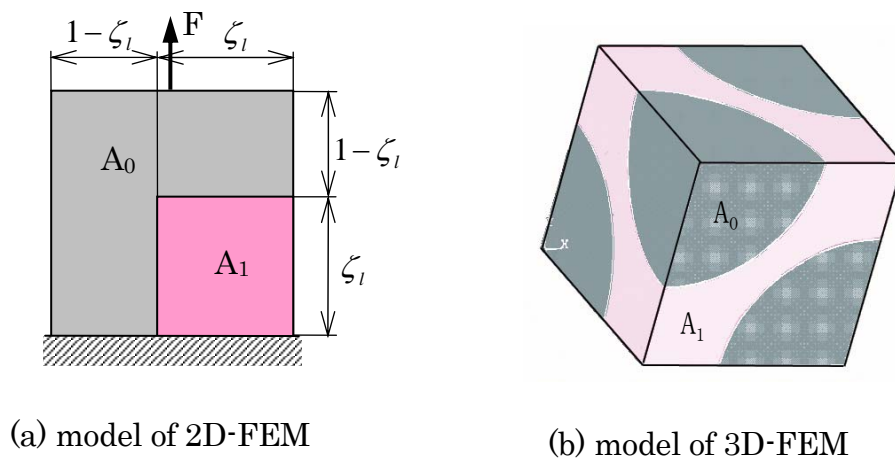 F
1−ζl ζl
A0
1−ζl
A1
ζl
A0
x
A1
(a) model of 2D-FEM
(b) model of 3D-FEM